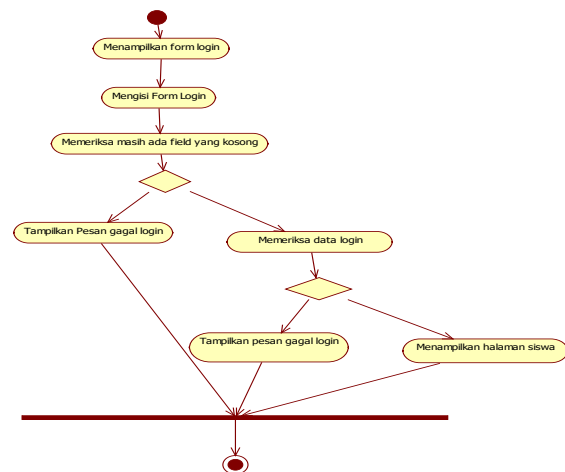 Menampilkan form login
Mengisi Form Login
Memeriksa masih ada field yang kosong
Tampilkan Pesan gagal login
Memeriksa data login
Tampilkan pesan gagal login
Menampilkan halaman siswa